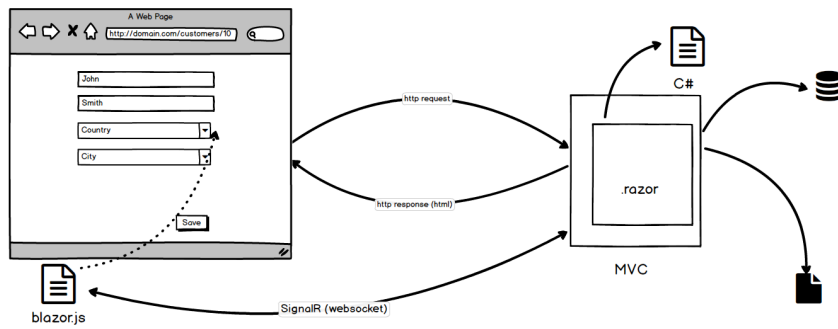 A Web Page
http://domain.com/customers/10
John
Smith
Country
City
Save
http request
http response (html)
C#
.razor
MVC
SignalR (websocket)
blazor.js